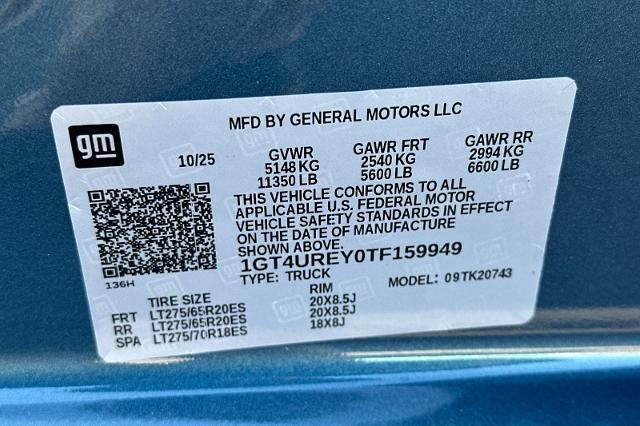 MFD BY GENERAL MOTORS LLC
gm
10/25
GVWR GAWR FRT GAWR RR
5148 KG 2540 KG 2994 KG
11350 LB 5600 LB 6600 LB
THIS VEHICLE CONFORMS TO ALL
APPLICABLE U.S. FEDERAL MOTOR
VEHICLE SAFETY STANDARDS IN EFFECT
ON THE DATE OF MANUFACTURE
SHOWN ABOVE.
136H
1GT4UREY0TF159949
TYPE: TRUCK MODEL: 09TK20743
TIRE SIZE RIM
FRT LT275/65R20ES 20X8.5J
RR LT275/65R20ES 20X8.5J
SPA LT275/70R18ES 18X8J